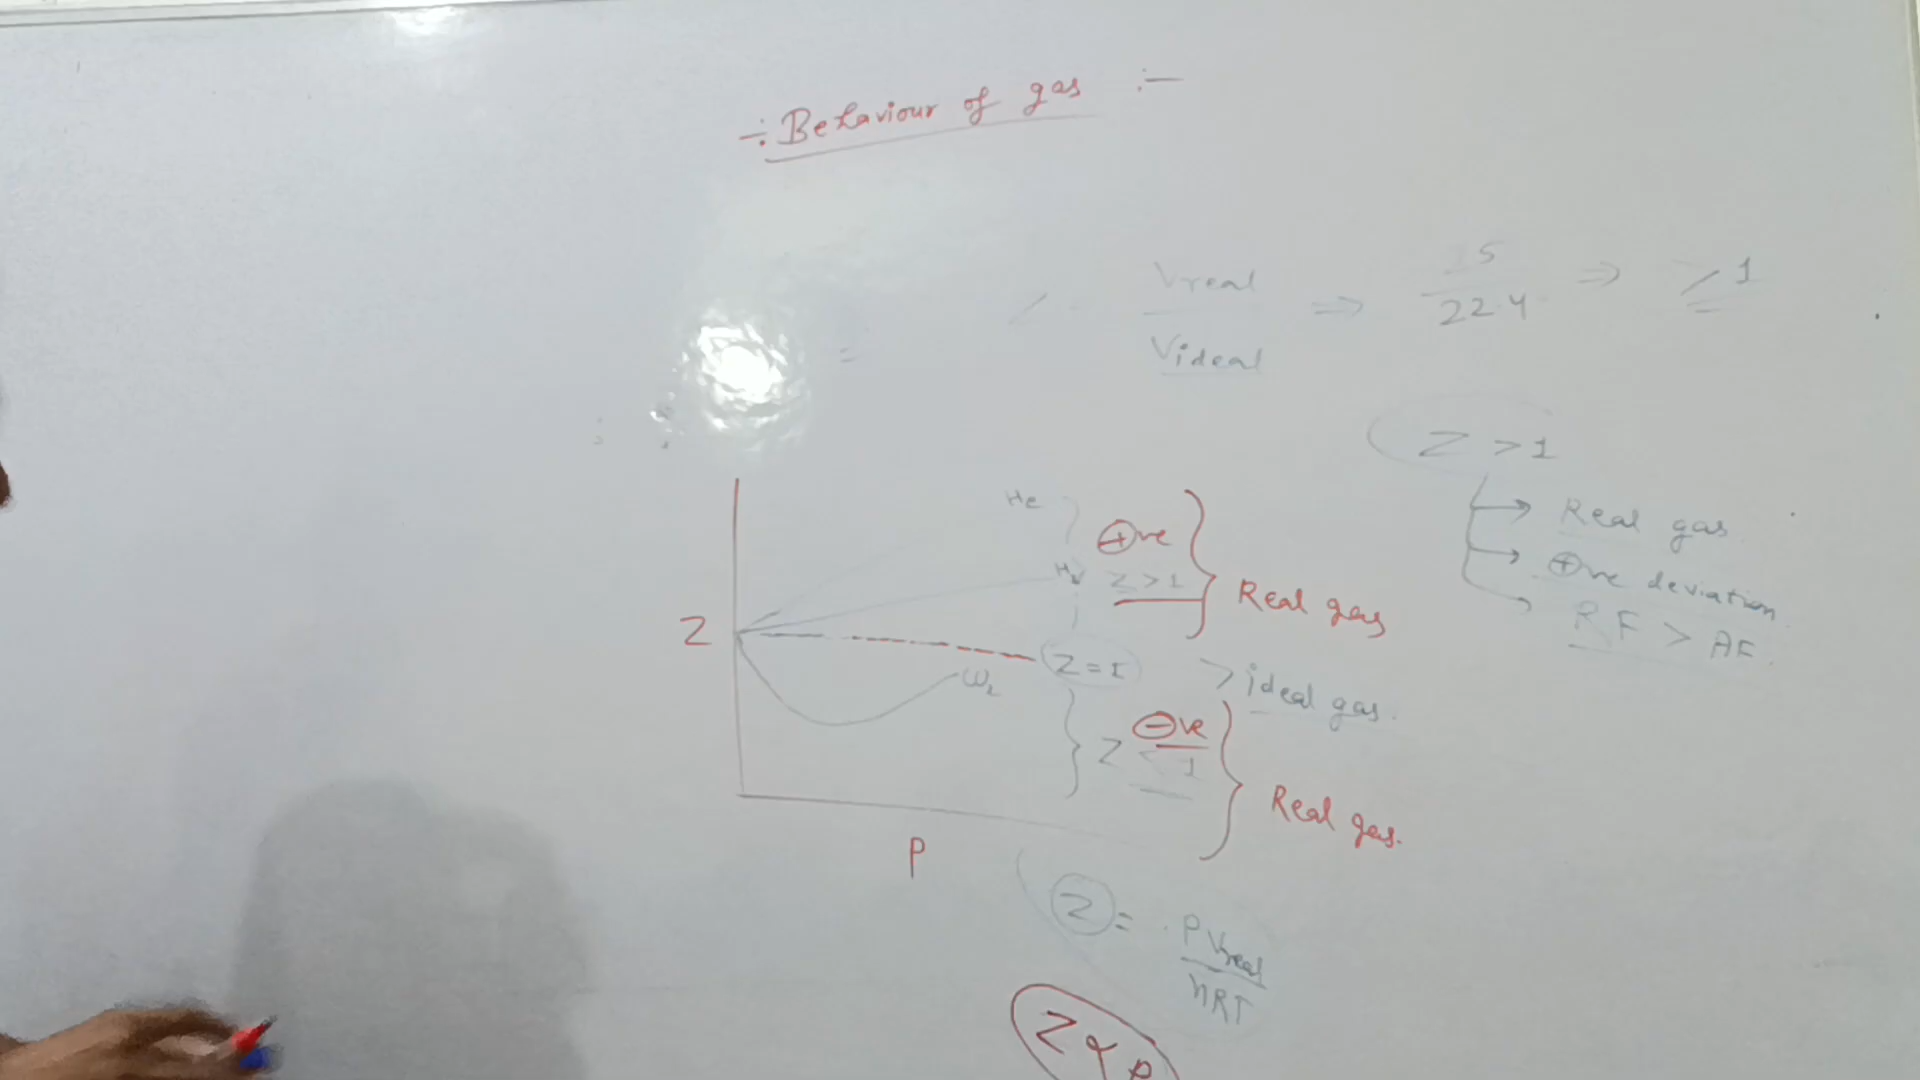 ÷ Behaviour of gas :-
Vreal
Videal
⇒
22.4
⇒
1
Z > 1
→ Real gas
→ ⊕ve deviation
→ RF > AF.
He
⊕ve
H₂
Z > 1
Real gas
Z
Z = 1
> ideal gas.
⊖ve
Z < 1
Real gas.
P
Z = PVreal
nRT
Z ∝ P